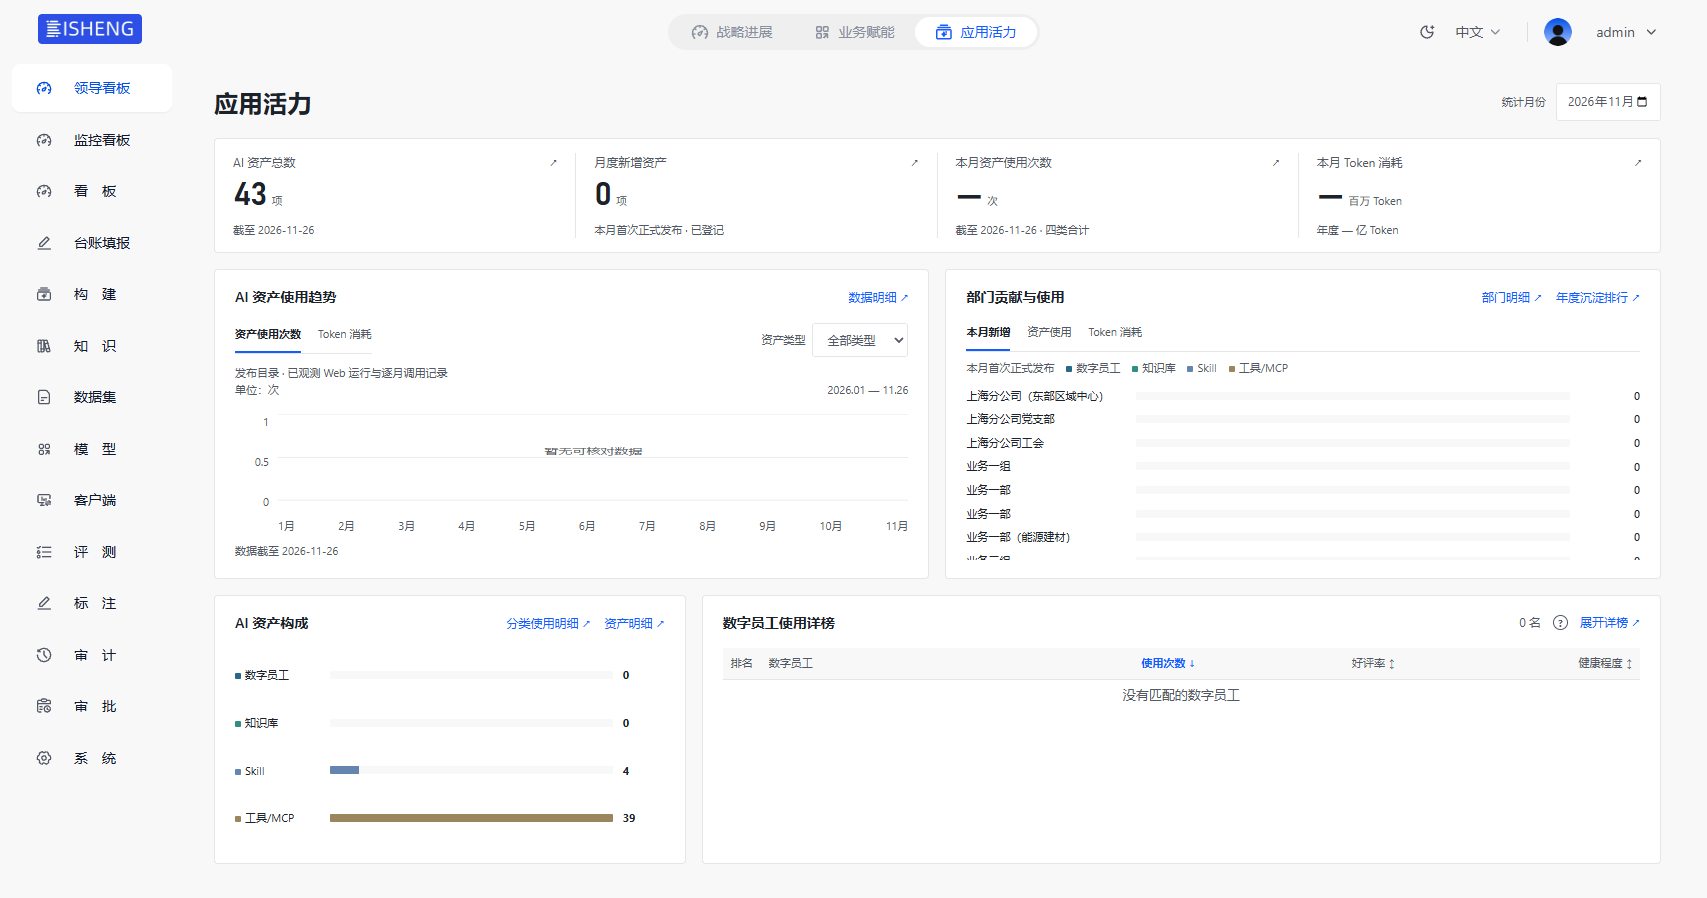 ISHENG
战略进展
业务赋能
应用活力
中文
admin
领导看板
监控看板
看 板
台账填报
构 建
知 识
数据集
模 型
客户端
评 测
标 注
审 计
审 批
系 统
应用活力
统计月份
2026年11月
AI 资产总数 ↗
43 项
截至 2026-11-26
月度新增资产 ↗
0 项
本月首次正式发布 · 已登记
本月资产使用次数 ↗
— 次
截至 2026-11-26 · 四类合计
本月 Token 消耗 ↗
— 百万 Token
年度 — 亿 Token
AI 资产使用趋势
数据明细 ↗
资产使用次数
Token 消耗
资产类型
全部类型
发布目录 · 已观测 Web 运行与逐月调用记录
单位：次
2026.01 — 11.26
1
0.5
0
暂无可核对数据
1月 2月 3月 4月 5月 6月 7月 8月 9月 10月 11月
数据截至 2026-11-26
部门贡献与使用
部门明细 ↗
年度沉淀排行 ↗
本月新增
资产使用
Token 消耗
本月首次正式发布 数字员工 知识库 Skill 工具/MCP
上海分公司（东部区域中心） 0
上海分公司党支部 0
上海分公司工会 0
业务一组 0
业务一部 0
业务一部 0
业务一部（能源建材） 0
AI 资产构成
分类使用明细 ↗
资产明细 ↗
数字员工 0
知识库 0
Skill 4
工具/MCP 39
数字员工使用详榜
0 名
?
展开详榜 ↗
排名 数字员工 使用次数 ↓ 好评率 ↕ 健康程度 ↕
没有匹配的数字员工